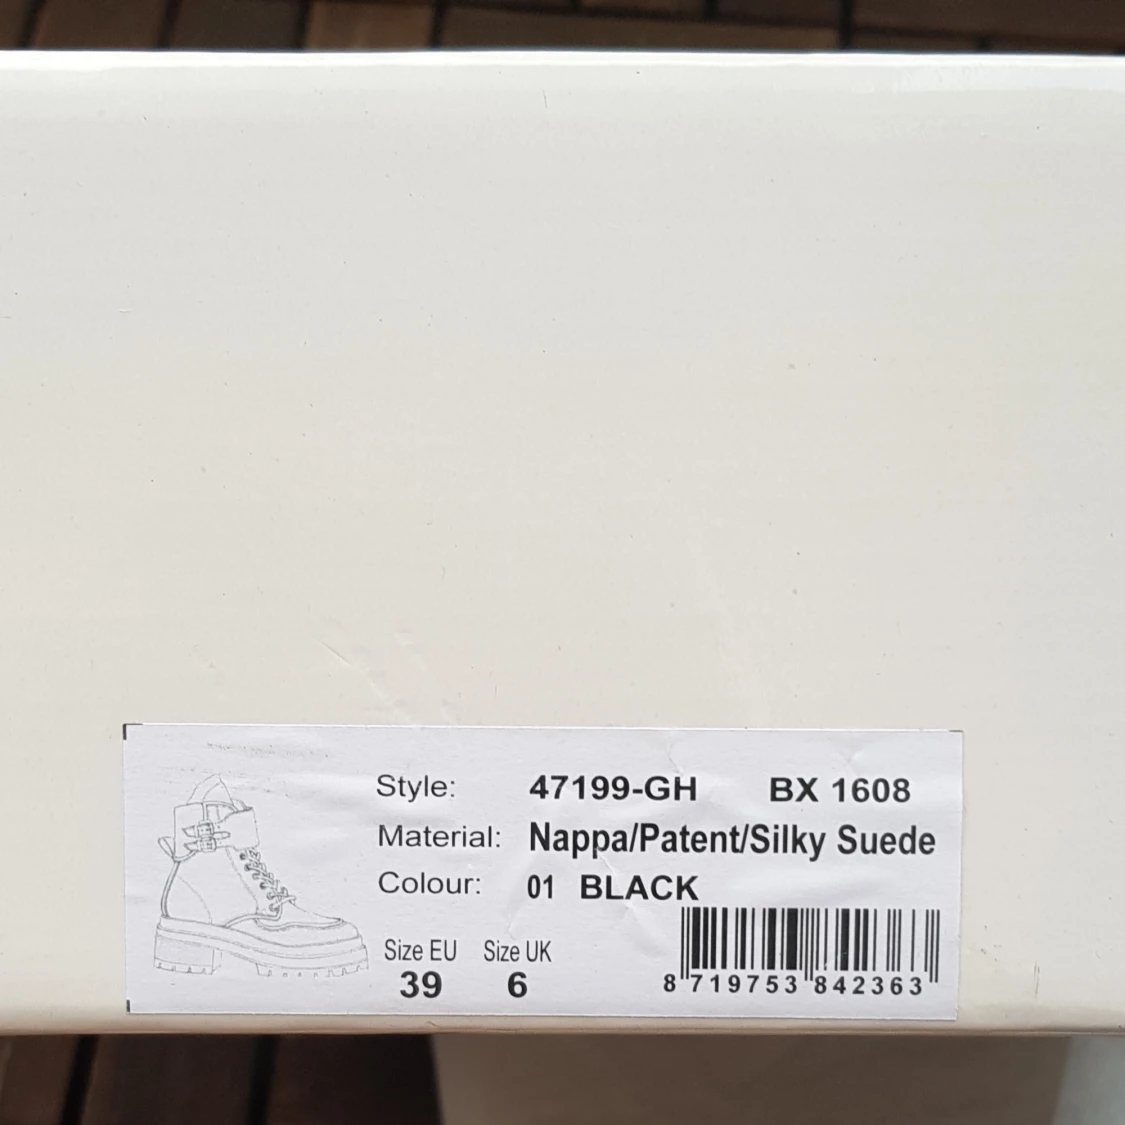 Style: 47199-GH BX 1608
Material: Nappa/Patent/Silky Suede
Colour: 01 BLACK
Size EU Size UK
39 6
8 719753 842363